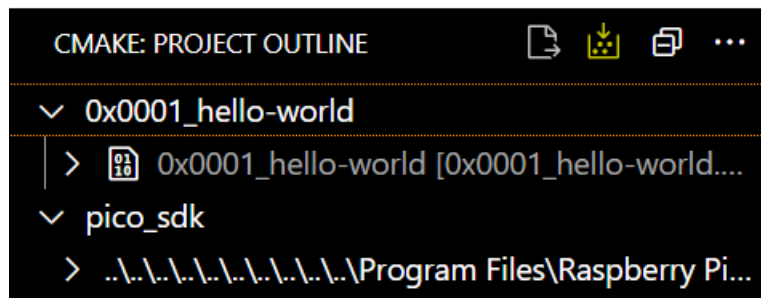 CMAKE: PROJECT OUTLINE
0x0001_hello-world
0x0001_hello-world [0x0001_hello-world....
pico_sdk
..\..\..\..\..\..\..\..\..\..\Program Files\Raspberry Pi...